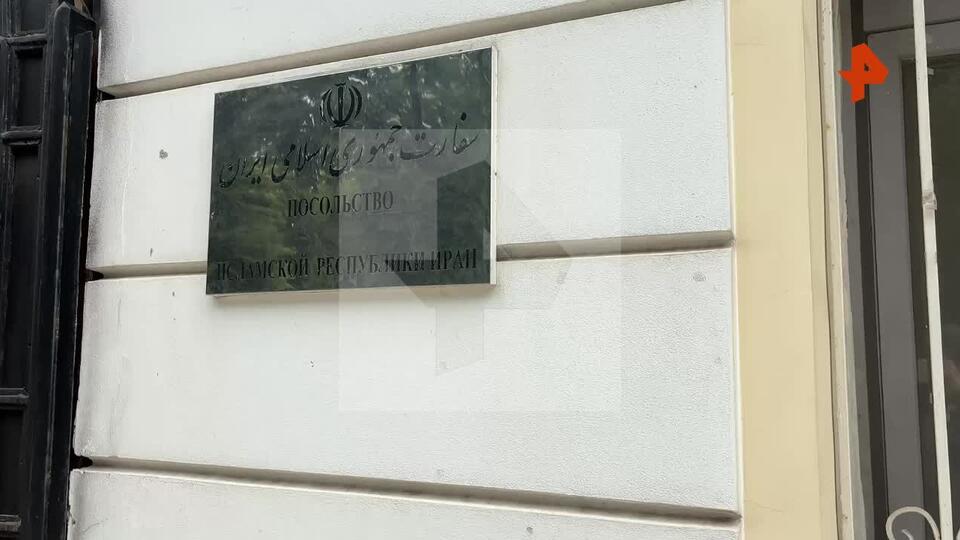 سفارت جمهوری اسلامی ایران
ПОСОЛЬСТВО
ИСЛАМСКОЙ РЕСПУБЛИКИ ИРАН